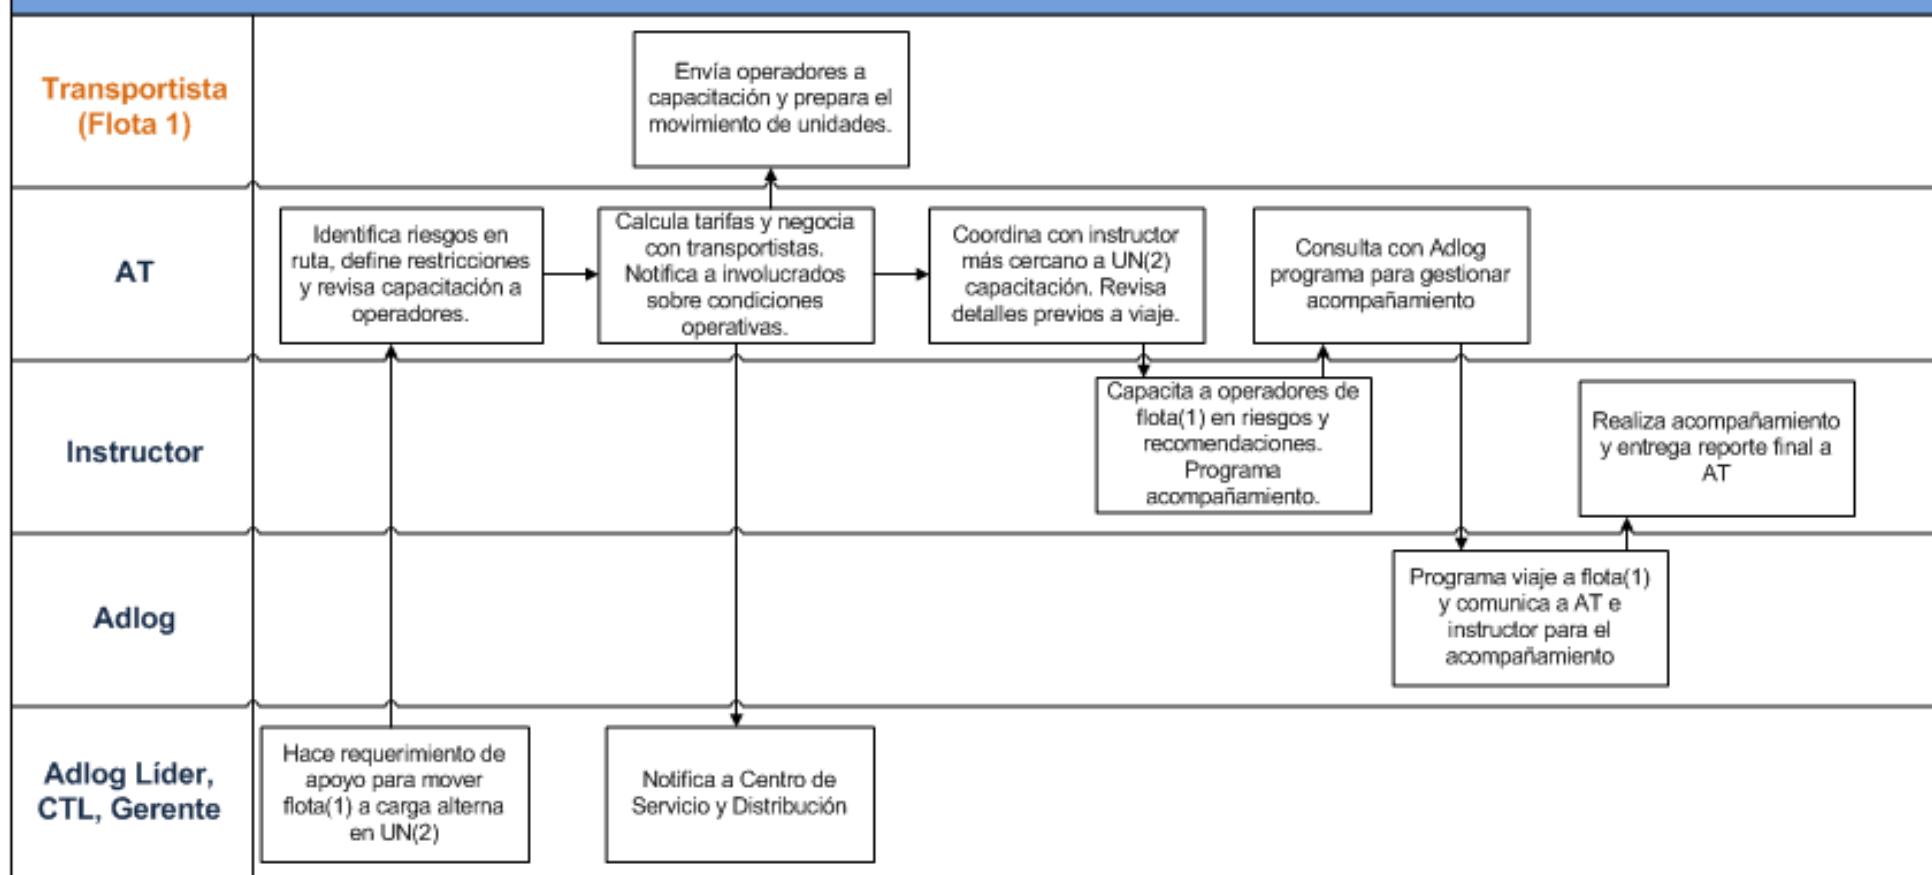 Transportista
(Flota 1)
Envía operadores a
capacitación y prepara el
movimiento de unidades.
AT
Identifica riesgos en
ruta, define restricciones
y revisa capacitación a
operadores.
Calcula tarifas y negocia
con transportistas.
Notifica a involucrados
sobre condiciones
operativas.
Coordina con instructor
más cercano a UN(2)
capacitación. Revisa
detalles previos a viaje.
Consulta con Adlog
programa para gestionar
acompañamiento
Instructor
Capacita a operadores de
flota(1) en riesgos y
recomendaciones.
Programa
acompañamiento.
Realiza acompañamiento
y entrega reporte final a
AT
Adlog
Programa viaje a flota(1)
y comunica a AT e
instructor para el
acompañamiento
Adlog Líder,
CTL, Gerente
Hace requerimiento de
apoyo para mover
flota(1) a carga alterna
en UN(2)
Notifica a Centro de
Servicio y Distribución